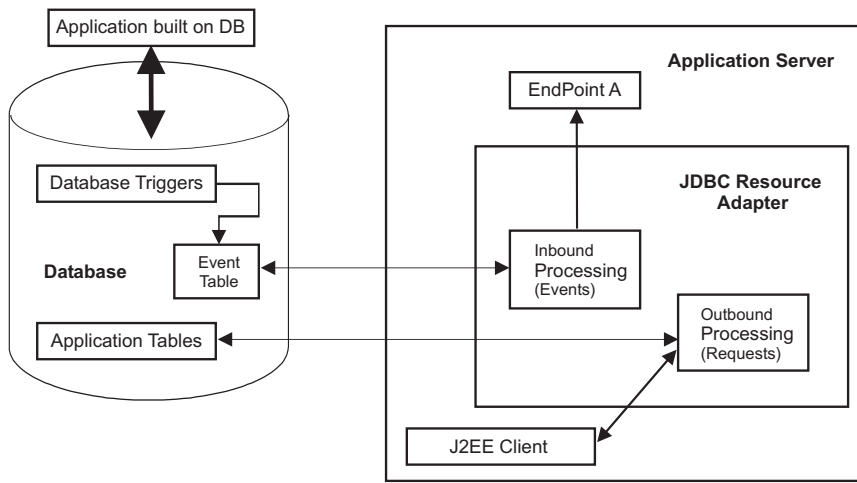 Application built on DB
Application Server
EndPoint A
Database Triggers
JDBC Resource
Adapter
Database
Event
Table
Inbound
Processing
(Events)
Application Tables
Outbound
Processing
(Requests)
J2EE Client